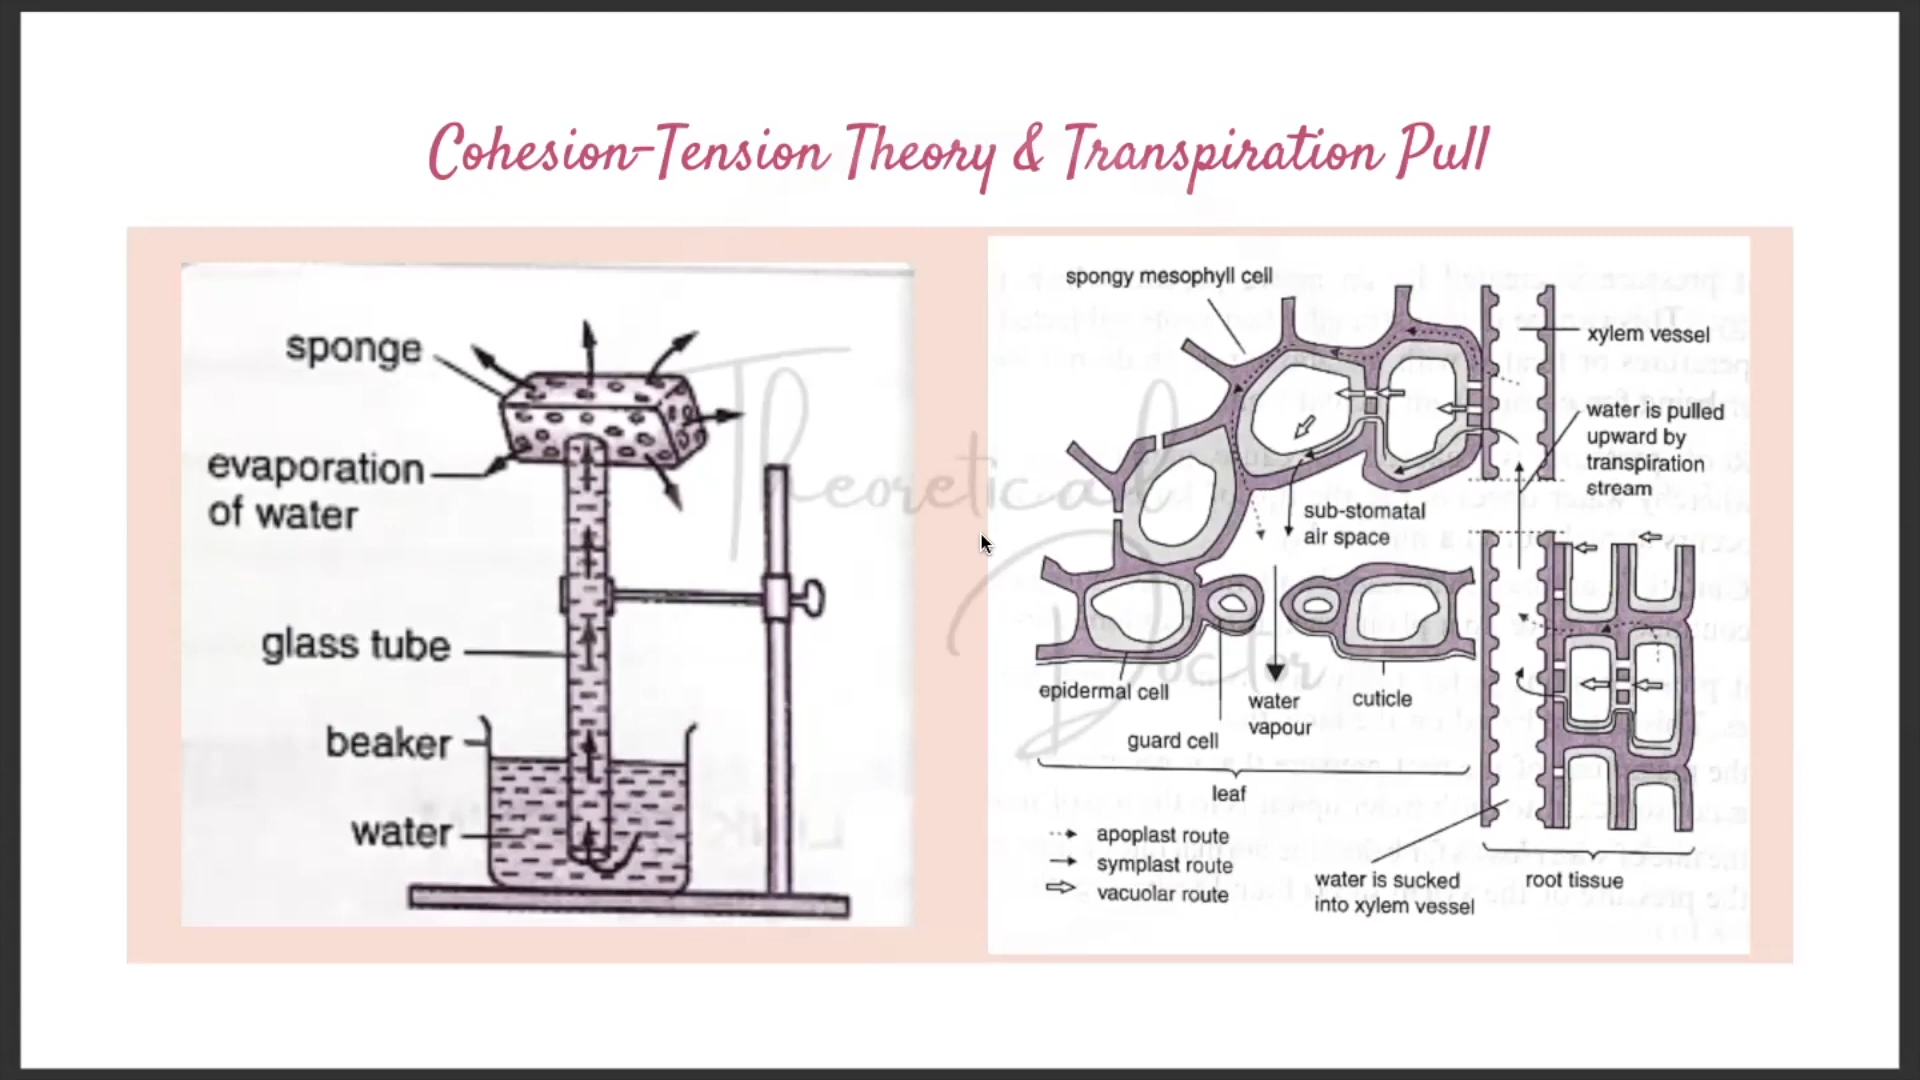 Cohesion-Tension Theory & Transpiration Pull
sponge
evaporation
of water
glass tube
beaker
water
spongy mesophyll cell
xylem vessel
water is pulled
upward by
transpiration
stream
sub-stomatal
air space
epidermal cell
water
vapour
cuticle
guard cell
leaf
apoplast route
symplast route
vacuolar route
water is sucked
into xylem vessel
root tissue
Theoretical
Doctor